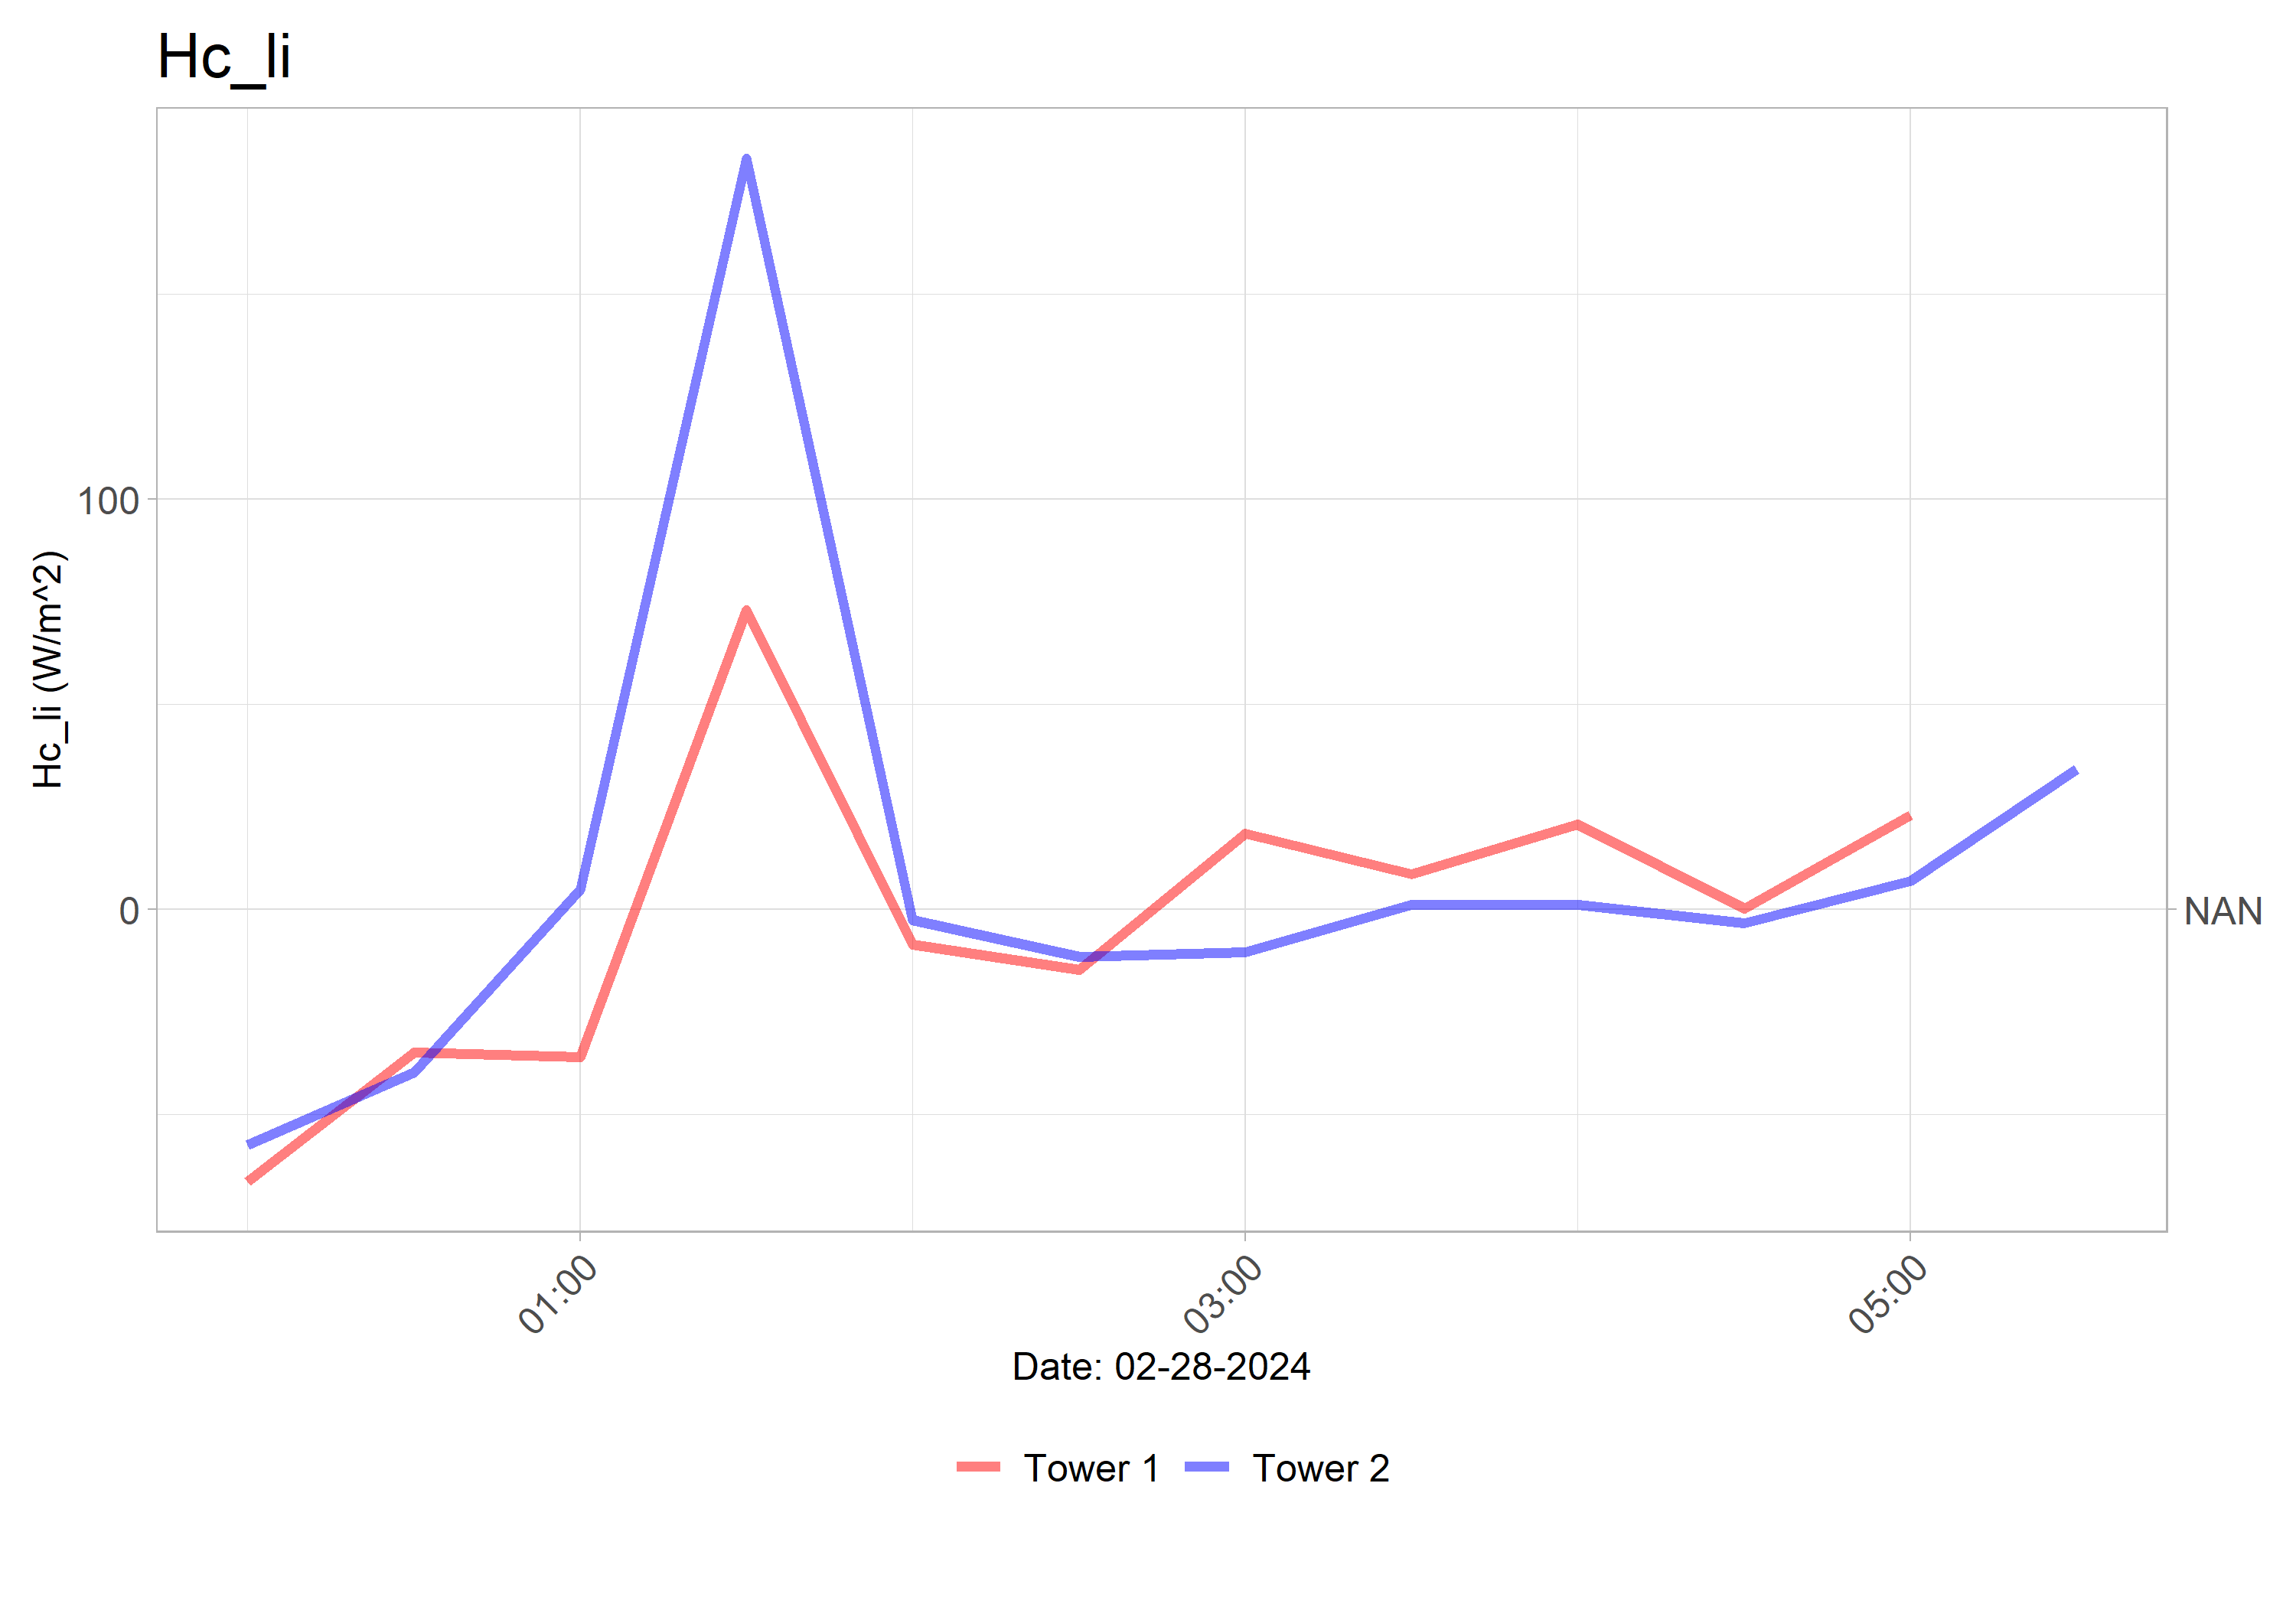 Hc_li
Hc_li (W/m^2)
100
0
NAN
01:00
03:00
05:00
Date: 02-28-2024
Tower 1
Tower 2